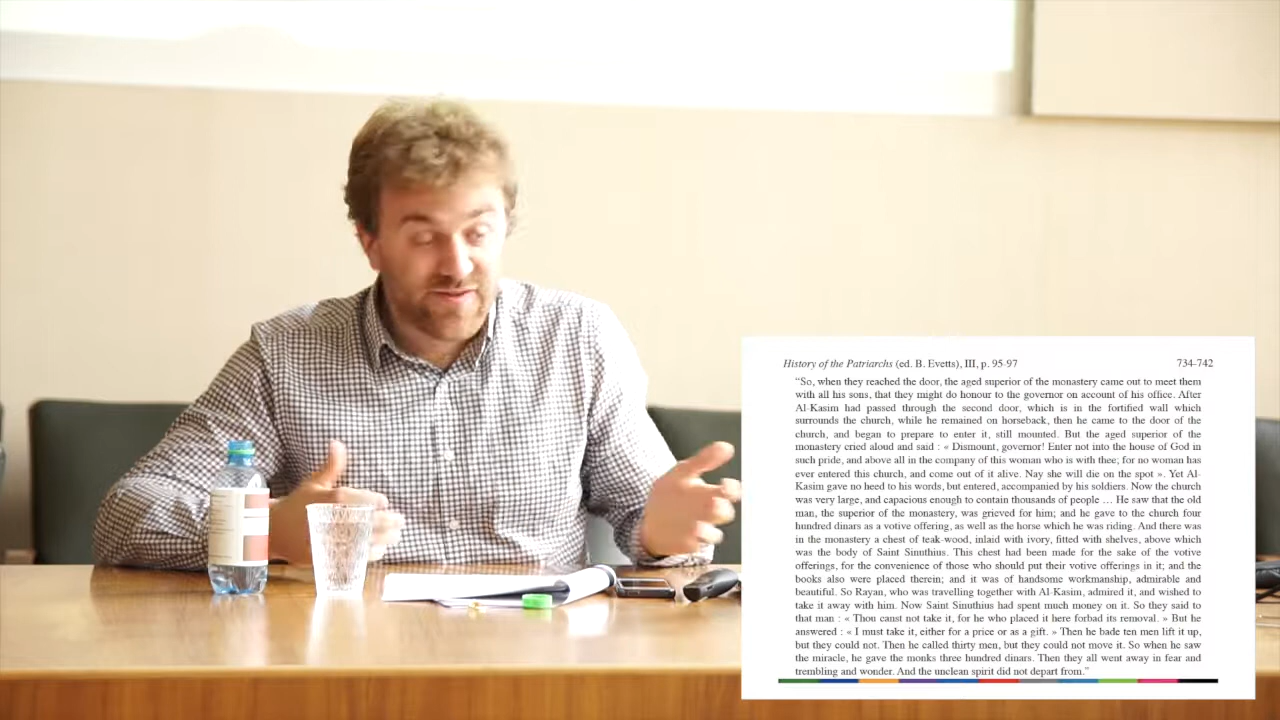 History of the Patriarchs (ed. B. Evetts), III, p. 95-97 734-742
“So, when they reached the door, the aged superior of the monastery came out to meet them
with all his sons, that they might do honour to the governor on account of his office. After
Al-Kasim had passed through the second door, which is in the fortified wall which
surrounds the church, while he remained on horseback, then he came to the door of the
church, and began to prepare to enter it, still mounted. But the aged superior of the
monastery cried aloud and said : « Dismount, governor! Enter not into the house of God in
such pride, and above all in the company of this woman who is with thee; for no woman has
ever entered this church, and come out of it alive. Nay she will die on the spot ». Yet Al-
Kasim gave no heed to his words, but entered, accompanied by his soldiers. Now the church
was very large, and capacious enough to contain thousands of people … He saw that the old
man, the superior of the monastery, was grieved for him; and he gave to the church four
hundred dinars as a votive offering, as well as the horse which he was riding. And there was
in the monastery a chest of teak-wood, inlaid with ivory, fitted with shelves, above which
was the body of Saint Sinuthius. This chest had been made for the sake of the votive
offerings, for the convenience of those who should put their votive offerings in it; and the
books also were placed therein; and it was of handsome workmanship, admirable and
beautiful. So Rayan, who was travelling together with Al-Kasim, admired it, and wished to
take it away with him. Now Saint Sinuthius had spent much money on it. So they said to
that man : « Thou canst not take it, for he who placed it here forbad its removal. » But he
answered : « I must take it, either for a price or as a gift. » Then he bade ten men lift it up,
but they could not. Then he called thirty men, but they could not move it. So when he saw
the miracle, he gave the monks three hundred dinars. Then they all went away in fear and
trembling and wonder. And the unclean spirit did not depart from.”